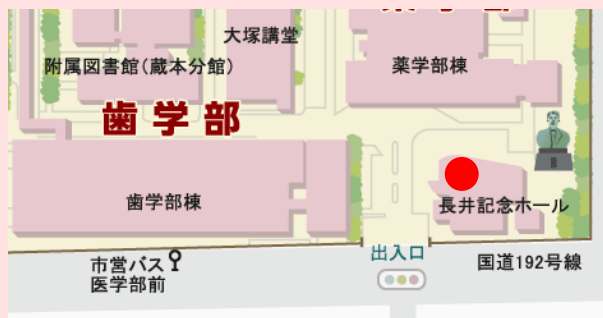 大塚講堂
附属図書館(蔵本分館)
薬学部棟
歯学部
歯学部棟
長井記念ホール
出入口
国道192号線
市営バス
医学部前